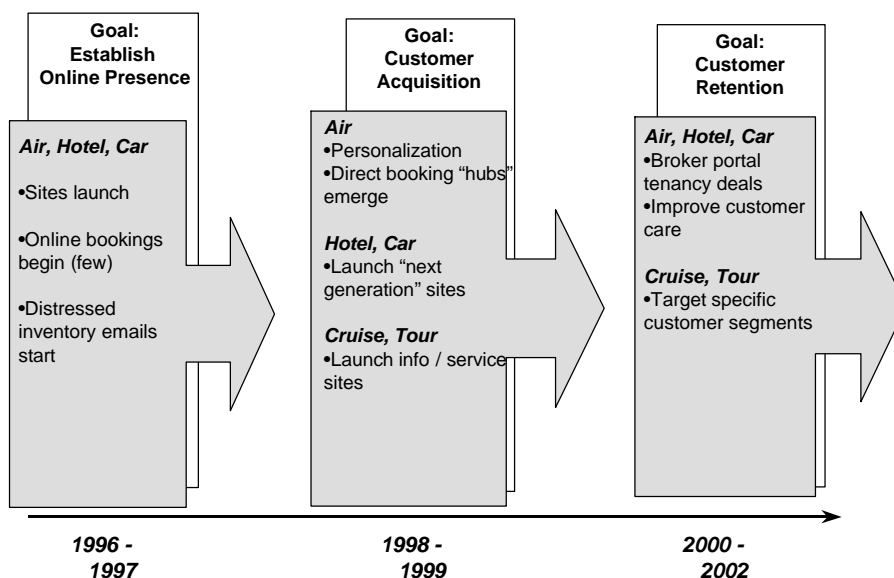 Goal:
Establish
Online Presence
Air, Hotel, Car
•Sites launch
•Online bookings
begin (few)
•Distressed
inventory emails
start
1996 -
1997
Goal:
Customer
Acquisition
Air
•Personalization
•Direct booking “hubs”
emerge
Hotel, Car
•Launch “next
generation” sites
Cruise, Tour
•Launch info / service
sites
1998 -
1999
Goal:
Customer
Retention
Air, Hotel, Car
•Broker portal
tenancy deals
•Improve customer
care
Cruise, Tour
•Target specific
customer segments
2000 -
2002